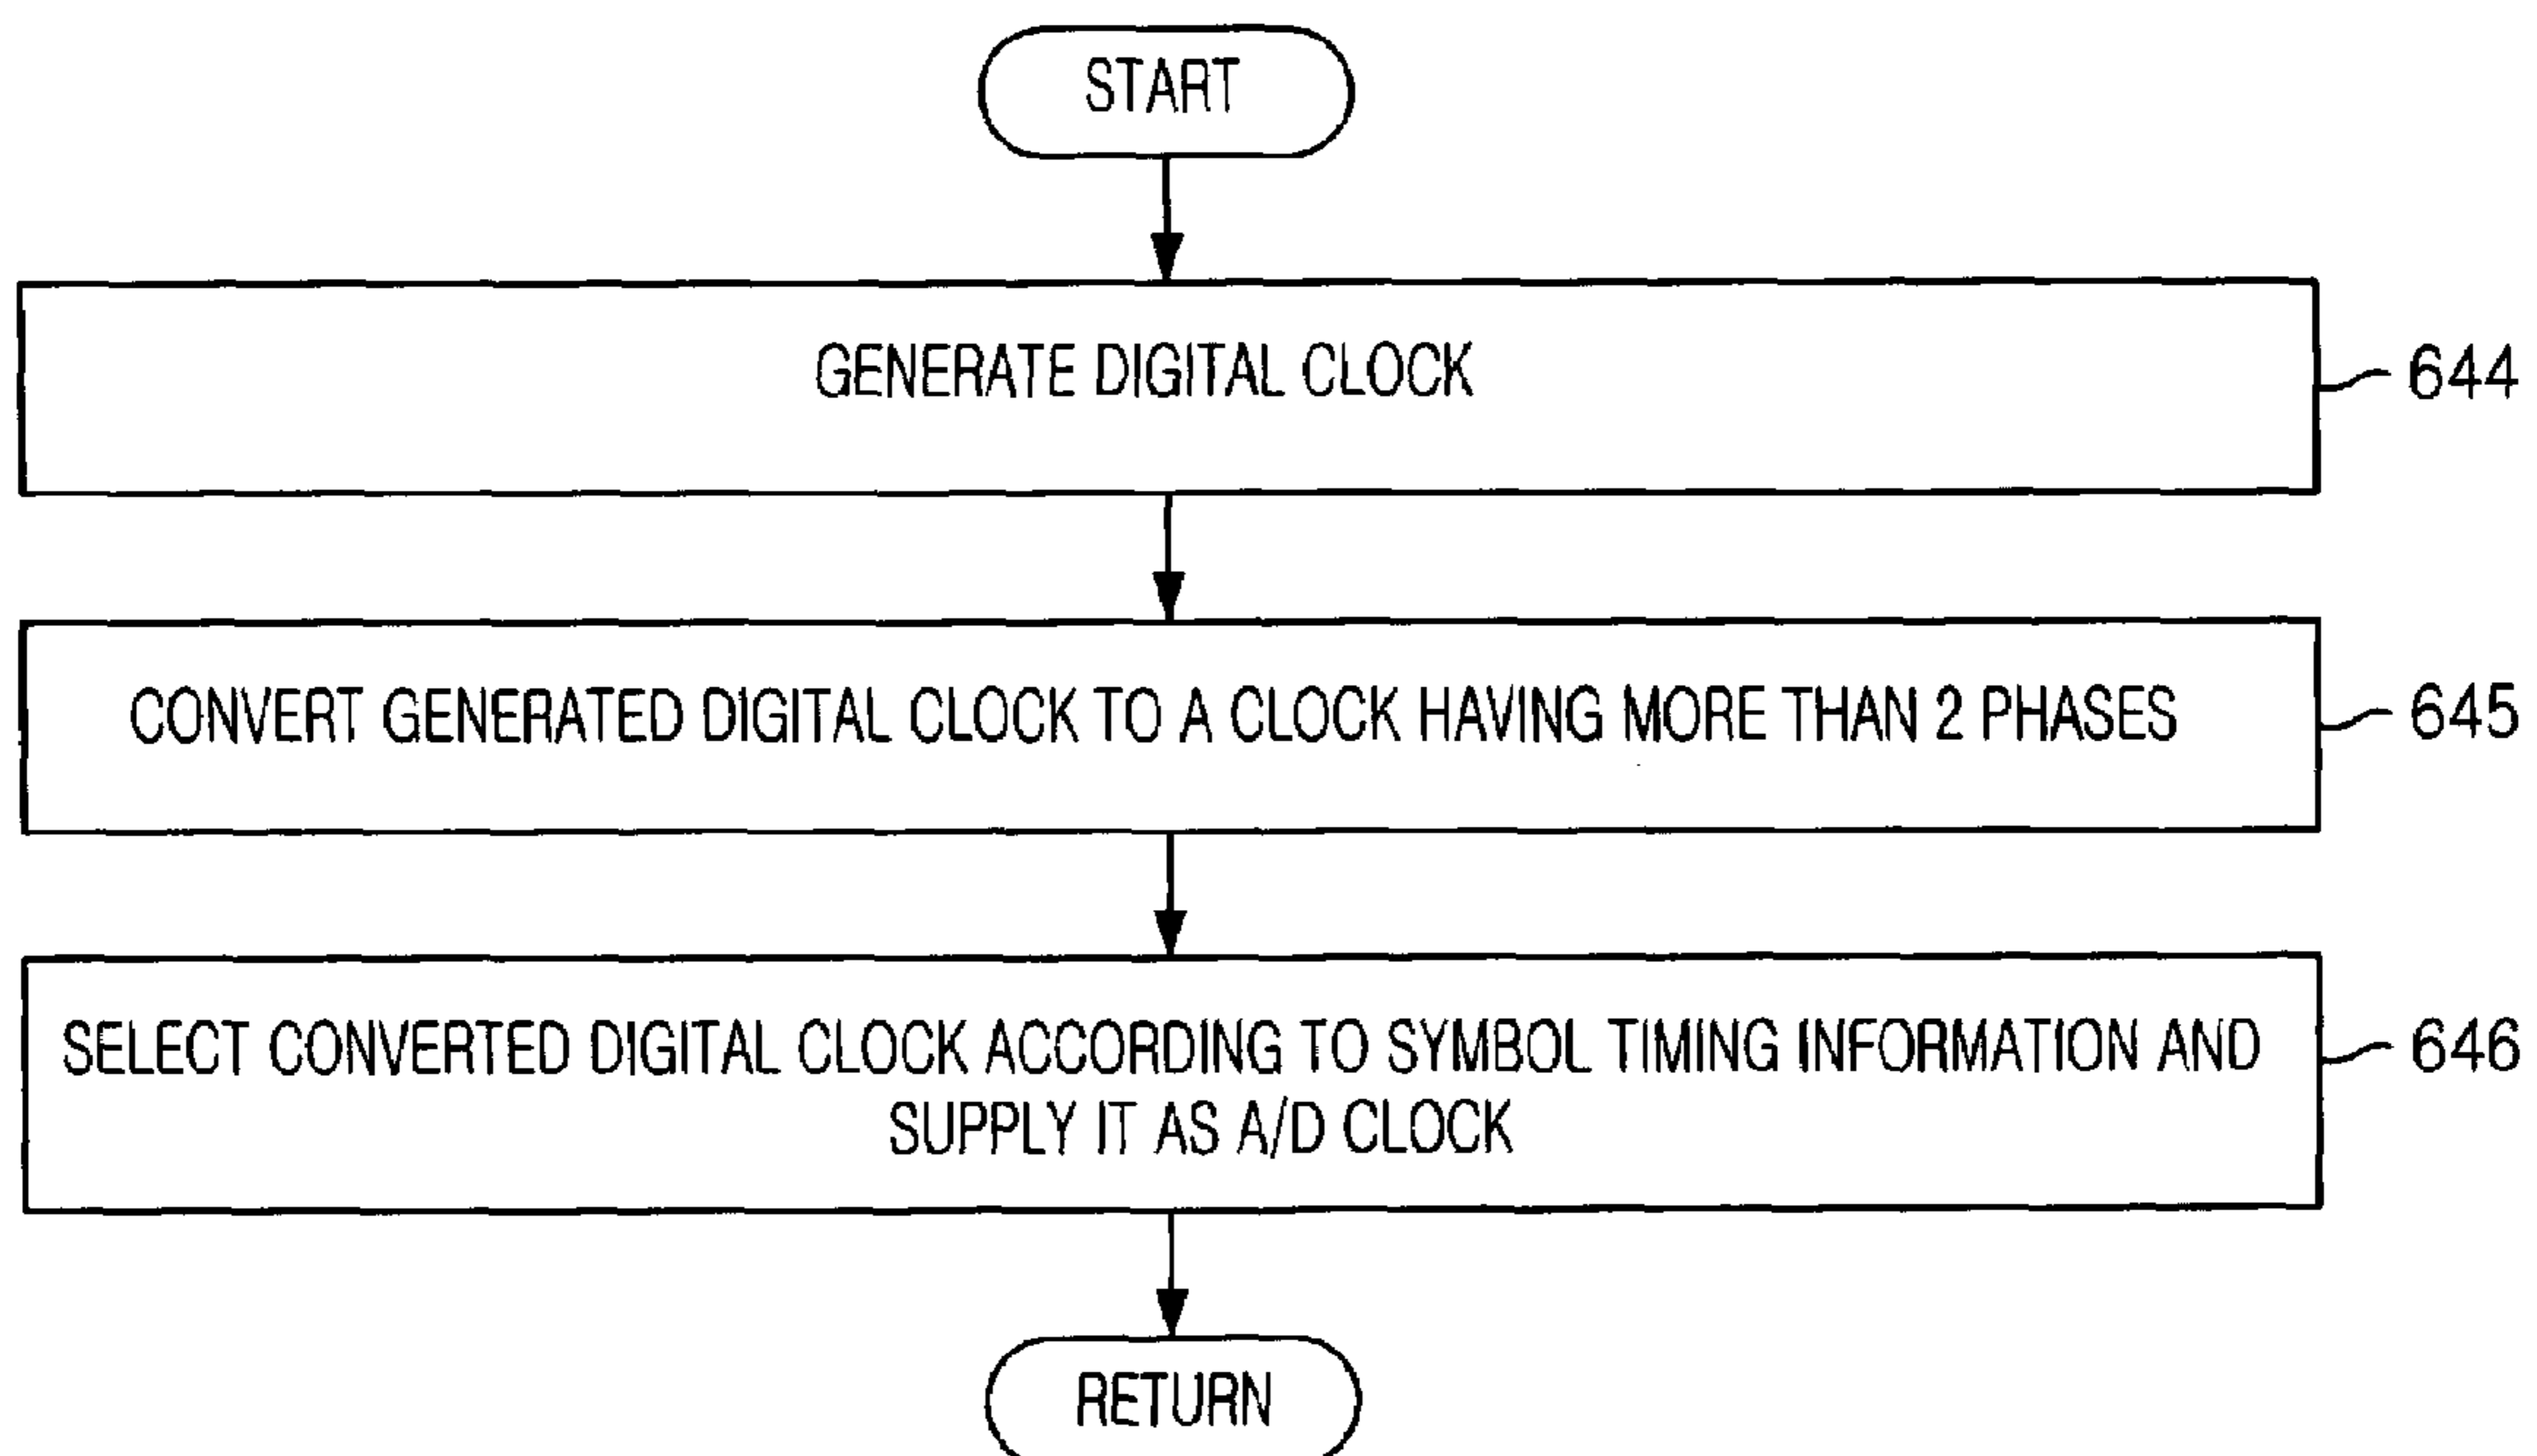 START
GENERATE DIGITAL CLOCK
644
CONVERT GENERATED DIGITAL CLOCK TO A CLOCK HAVING MORE THAN 2 PHASES
645
SELECT CONVERTED DIGITAL CLOCK ACCORDING TO SYMBOL TIMING INFORMATION AND
SUPPLY IT AS A/D CLOCK
646
RETURN